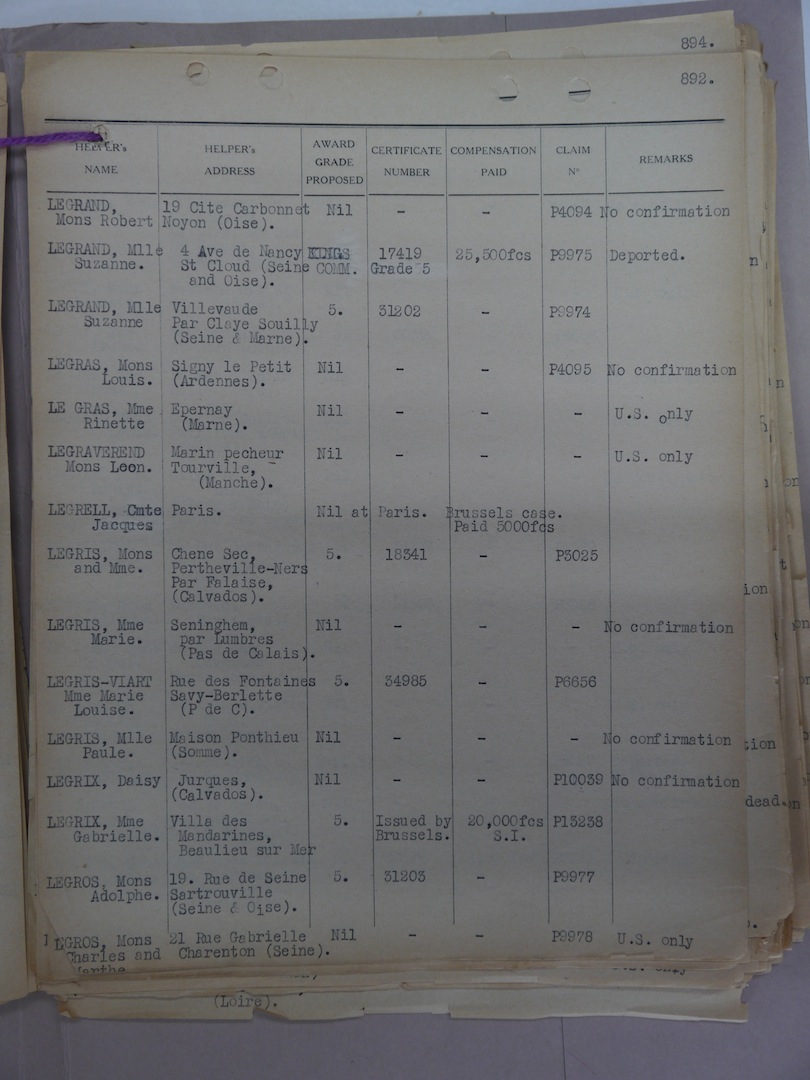 894.
892.
HELPER's NAME HELPER's ADDRESS AWARD GRADE PROPOSED CERTIFICATE NUMBER COMPENSATION PAID CLAIM N° REMARKS
LEGRAND, 19 Cite Carbonnet Nil - - P4094 No confirmation
Mons Robert Noyon (Oise).
LEGRAND, Mlle 4 Ave de Nancy KINGS 17419 25,500fcs P9975 Deported.
Suzanne. St Cloud (Seine COMM. Grade 5
and Oise).
LEGRAND, Mlle Villevaude 5. 31202 - P9974
Suzanne Par Claye Souilly
(Seine & Marne).
LEGRAS, Mons Signy le Petit Nil - - P4095 No confirmation
Louis. (Ardennes).
LE GRAS, Mme Epernay Nil - - - U.S. only
Rinette (Marne).
LEGRAVEREND Marin pecheur Nil - - - U.S. only
Mons Leon. Tourville,
(Manche).
LEGRELL, Cmte Paris. Nil at Paris. Brussels case.
Jacques Paid 5000fcs
LEGRIS, Mons Chene Sec, 5. 18341 - P3025
and Mme. Pertheville-Ners
Par Falaise,
(Calvados).
LEGRIS, Mme Seninghem, Nil - - - No confirmation
Marie. par Lumbres
(Pas de Calais).
LEGRIS-VIART Rue des Fontaines 5. 34985 - P6656
Mme Marie Savy-Berlette
Louise. (P de C).
LEGRIS, Mlle Maison Ponthieu Nil - - - No confirmation
Paule. (Somme).
LEGRIX, Daisy Jurques, Nil - - P10039 No confirmation
(Calvados).
LEGRIX, Mme Villa des 5. Issued by 20,000fcs P13238
Gabrielle. Mandarines, Brussels. S.I.
Beaulieu sur Mer
LEGROS, Mons 19. Rue de Seine 5. 31203 - P9977
Adolphe. Sartrouville
(Seine & Oise).
LEGROS, Mons 21 Rue Gabrielle Nil - - P9978 U.S. only
Charles and Charenton (Seine).
(Loire).
dead.